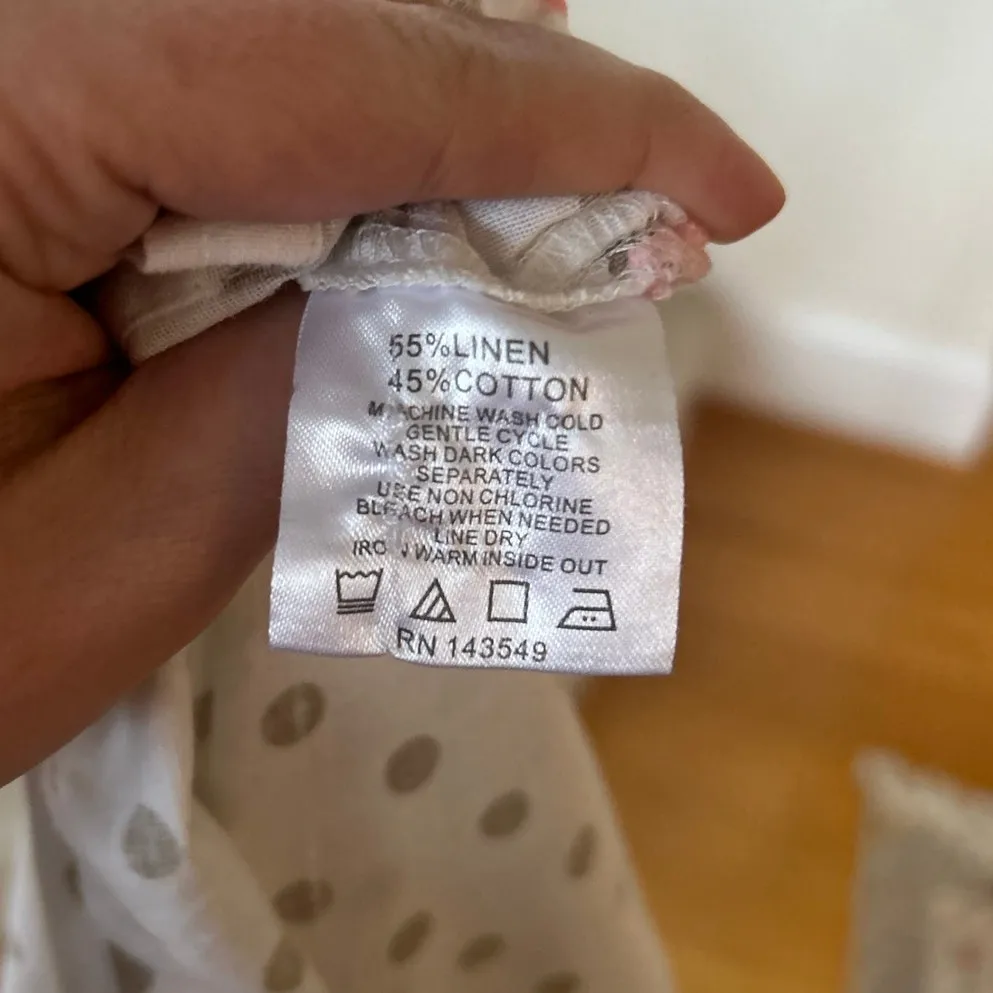 55%LINEN
45%COTTON
MACHINE WASH COLD
GENTLE CYCLE
WASH DARK COLORS
SEPARATELY
USE NON CHLORINE
BLEACH WHEN NEEDED
LINE DRY
IRON WARM INSIDE OUT
RN 143549